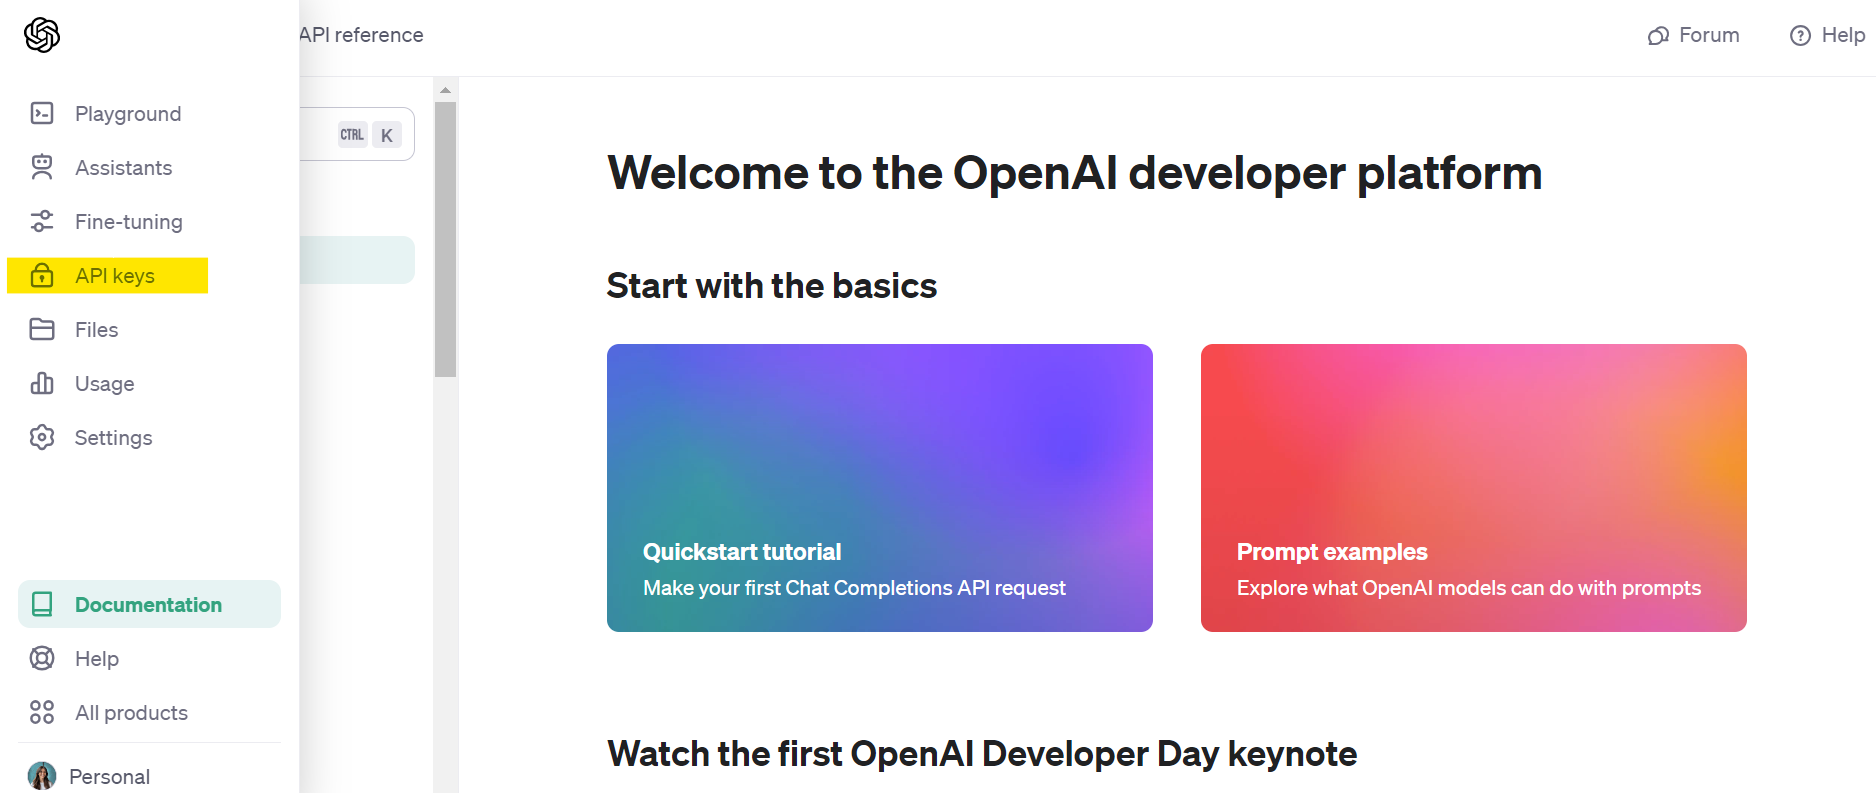 API reference
Forum
Help
Playground
Assistants
Fine-tuning
API keys
Files
Usage
Settings
Documentation
Help
All products
Personal
CTRL K
Welcome to the OpenAI developer platform
Start with the basics
Quickstart tutorial
Make your first Chat Completions API request
Prompt examples
Explore what OpenAI models can do with prompts
Watch the first OpenAI Developer Day keynote